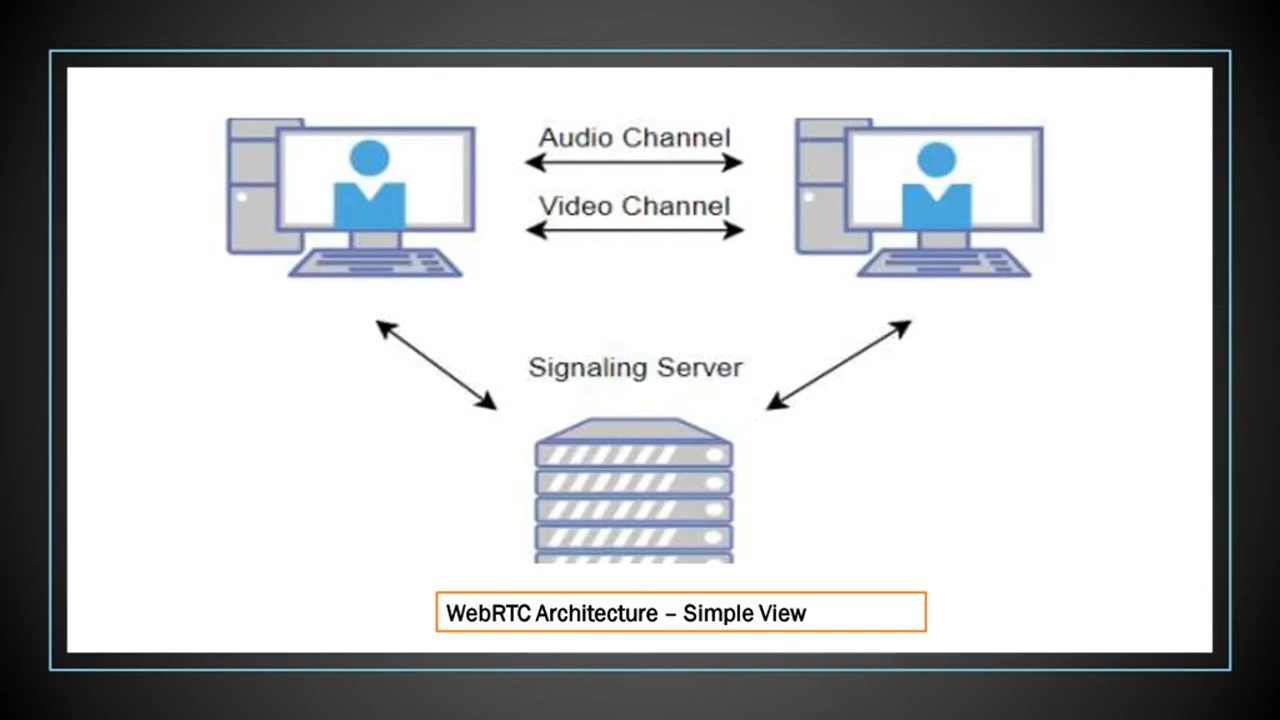 Audio Channel
Video Channel
Signaling Server
WebRTC Architecture – Simple View